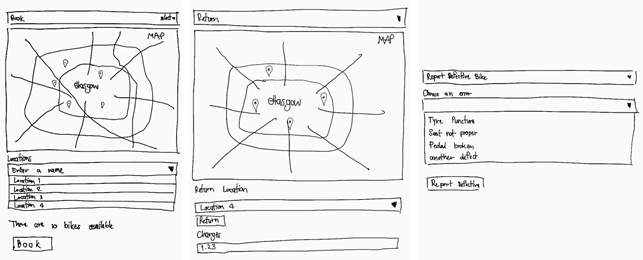 Book
select
MAP
Glasgow
Locations
Enter a name
Location 1
Location 2
Location 3
Location 4
There are 10 bikes available
Book
Return
MAP
Glasgow
Return Location
Location 4
Return
Charges
1.23
Report Defective Bike
Choose an error
Tyre Puncture
Seat not proper
Pedal broken
another defect
Report Defective